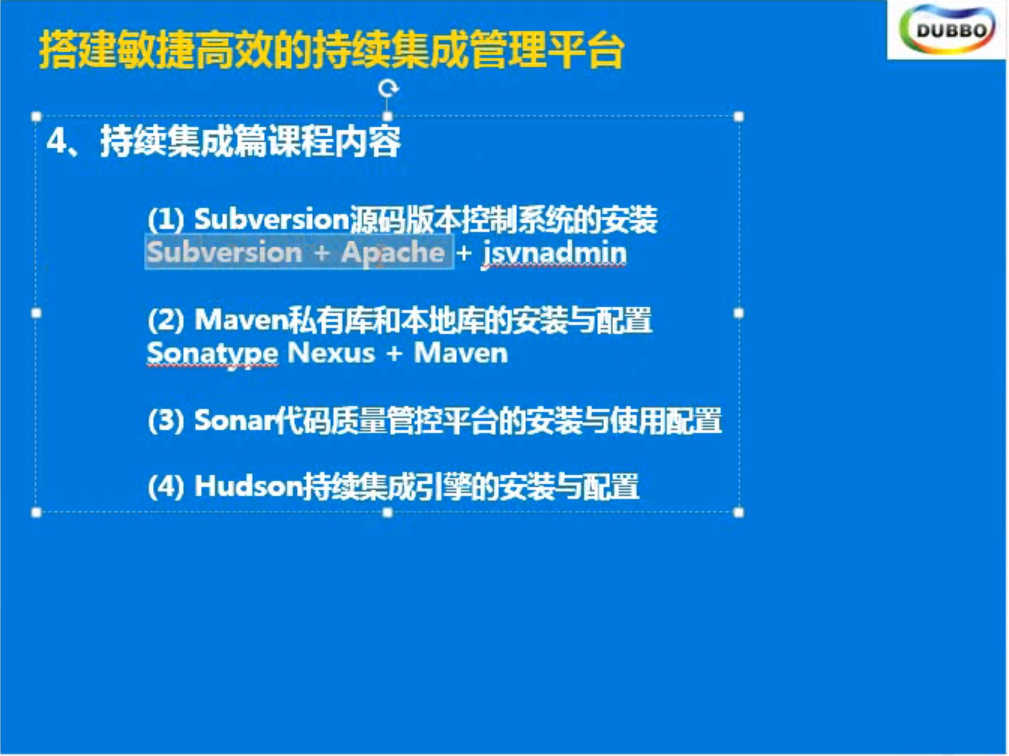 搭建敏捷高效的持续集成管理平台
DUBBO
4、持续集成篇课程内容
(1) Subversion源码版本控制系统的安装
Subversion + Apache + jsvnadmin
(2) Maven私有库和本地库的安装与配置
Sonatype Nexus + Maven
(3) Sonar代码质量管控平台的安装与使用配置
(4) Hudson持续集成引擎的安装与配置